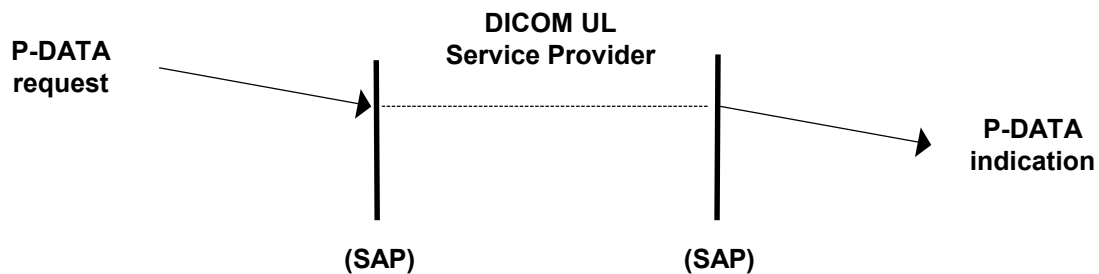 DICOM UL
Service Provider
P-DATA
request
P-DATA
indication
(SAP)
(SAP)